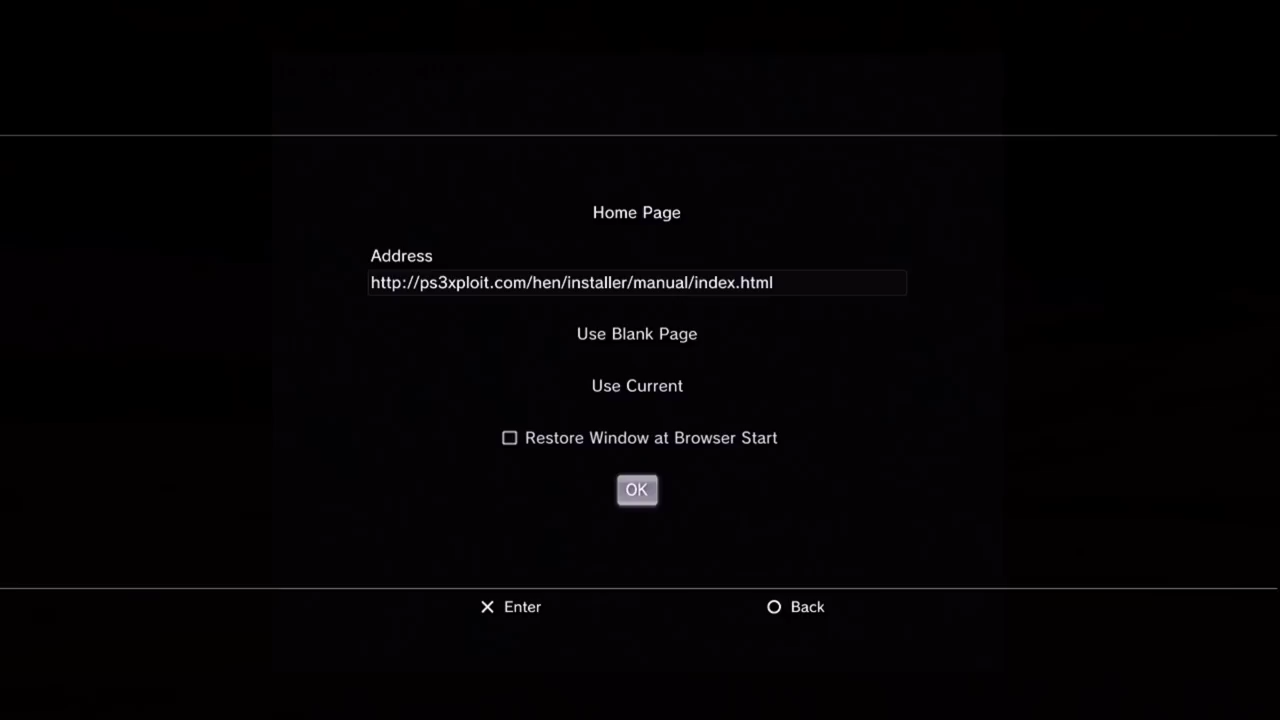 Home Page
Address
http://ps3xploit.com/hen/installer/manual/index.html
Use Blank Page
Use Current
Restore Window at Browser Start
OK
Enter Back